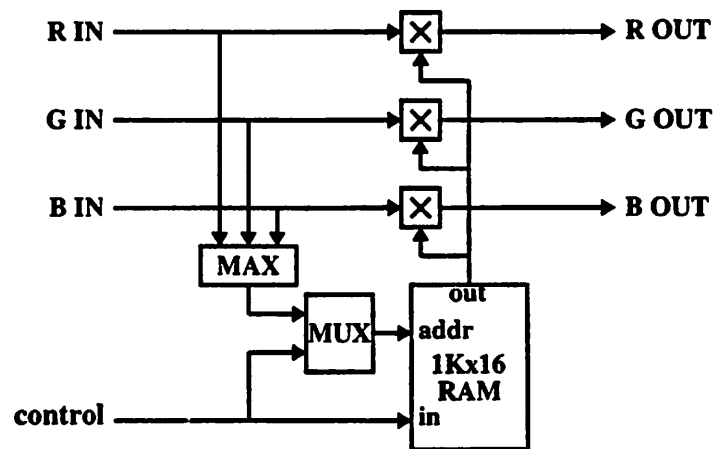 R IN
×
R OUT
G IN
×
G OUT
B IN
×
B OUT
MAX
out
MUX
addr
1Kx16
RAM
control
in